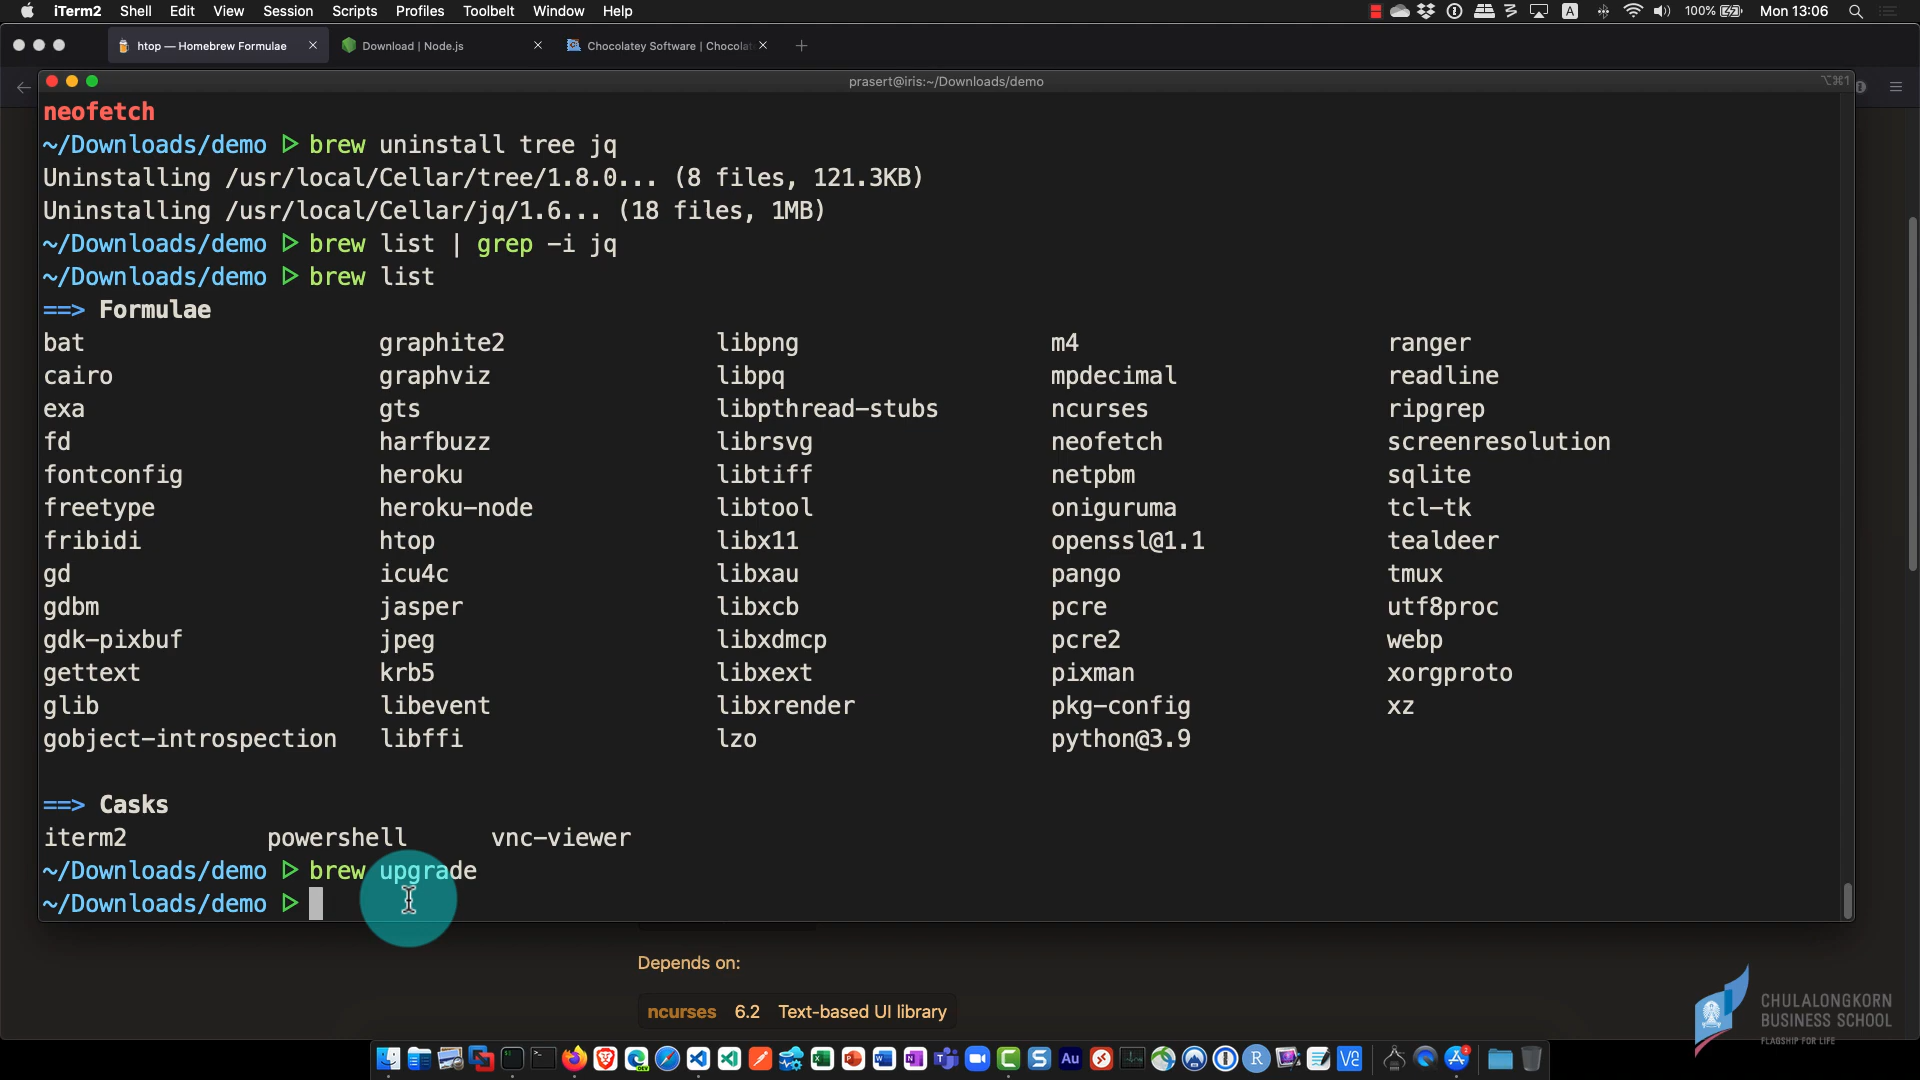 iTerm2 Shell Edit View Session Scripts Profiles Toolbelt Window Help 100% Mon 13:06
htop — Homebrew Formulae Download | Node.js Chocolatey Software | Chocolat
prasert@iris:~/Downloads/demo ⌥⌘1
neofetch
~/Downloads/demo ▷ brew uninstall tree jq
Uninstalling /usr/local/Cellar/tree/1.8.0... (8 files, 121.3KB)
Uninstalling /usr/local/Cellar/jq/1.6... (18 files, 1MB)
~/Downloads/demo ▷ brew list | grep -i jq
~/Downloads/demo ▷ brew list
==> Formulae
bat graphite2 libpng m4 ranger
cairo graphviz libpq mpdecimal readline
exa gts libpthread-stubs ncurses ripgrep
fd harfbuzz librsvg neofetch screenresolution
fontconfig heroku libtiff netpbm sqlite
freetype heroku-node libtool oniguruma tcl-tk
fribidi htop libx11 openssl@1.1 tealdeer
gd icu4c libxau pango tmux
gdbm jasper libxcb pcre utf8proc
gdk-pixbuf jpeg libxdmcp pcre2 webp
gettext krb5 libxext pixman xorgproto
glib libevent libxrender pkg-config xz
gobject-introspection libffi lzo python@3.9
==> Casks
iterm2 powershell vnc-viewer
~/Downloads/demo ▷ brew upgrade
~/Downloads/demo ▷
Depends on:
ncurses 6.2 Text-based UI library
CHULALONGKORN
BUSINESS SCHOOL
FLAGSHIP FOR LIFE